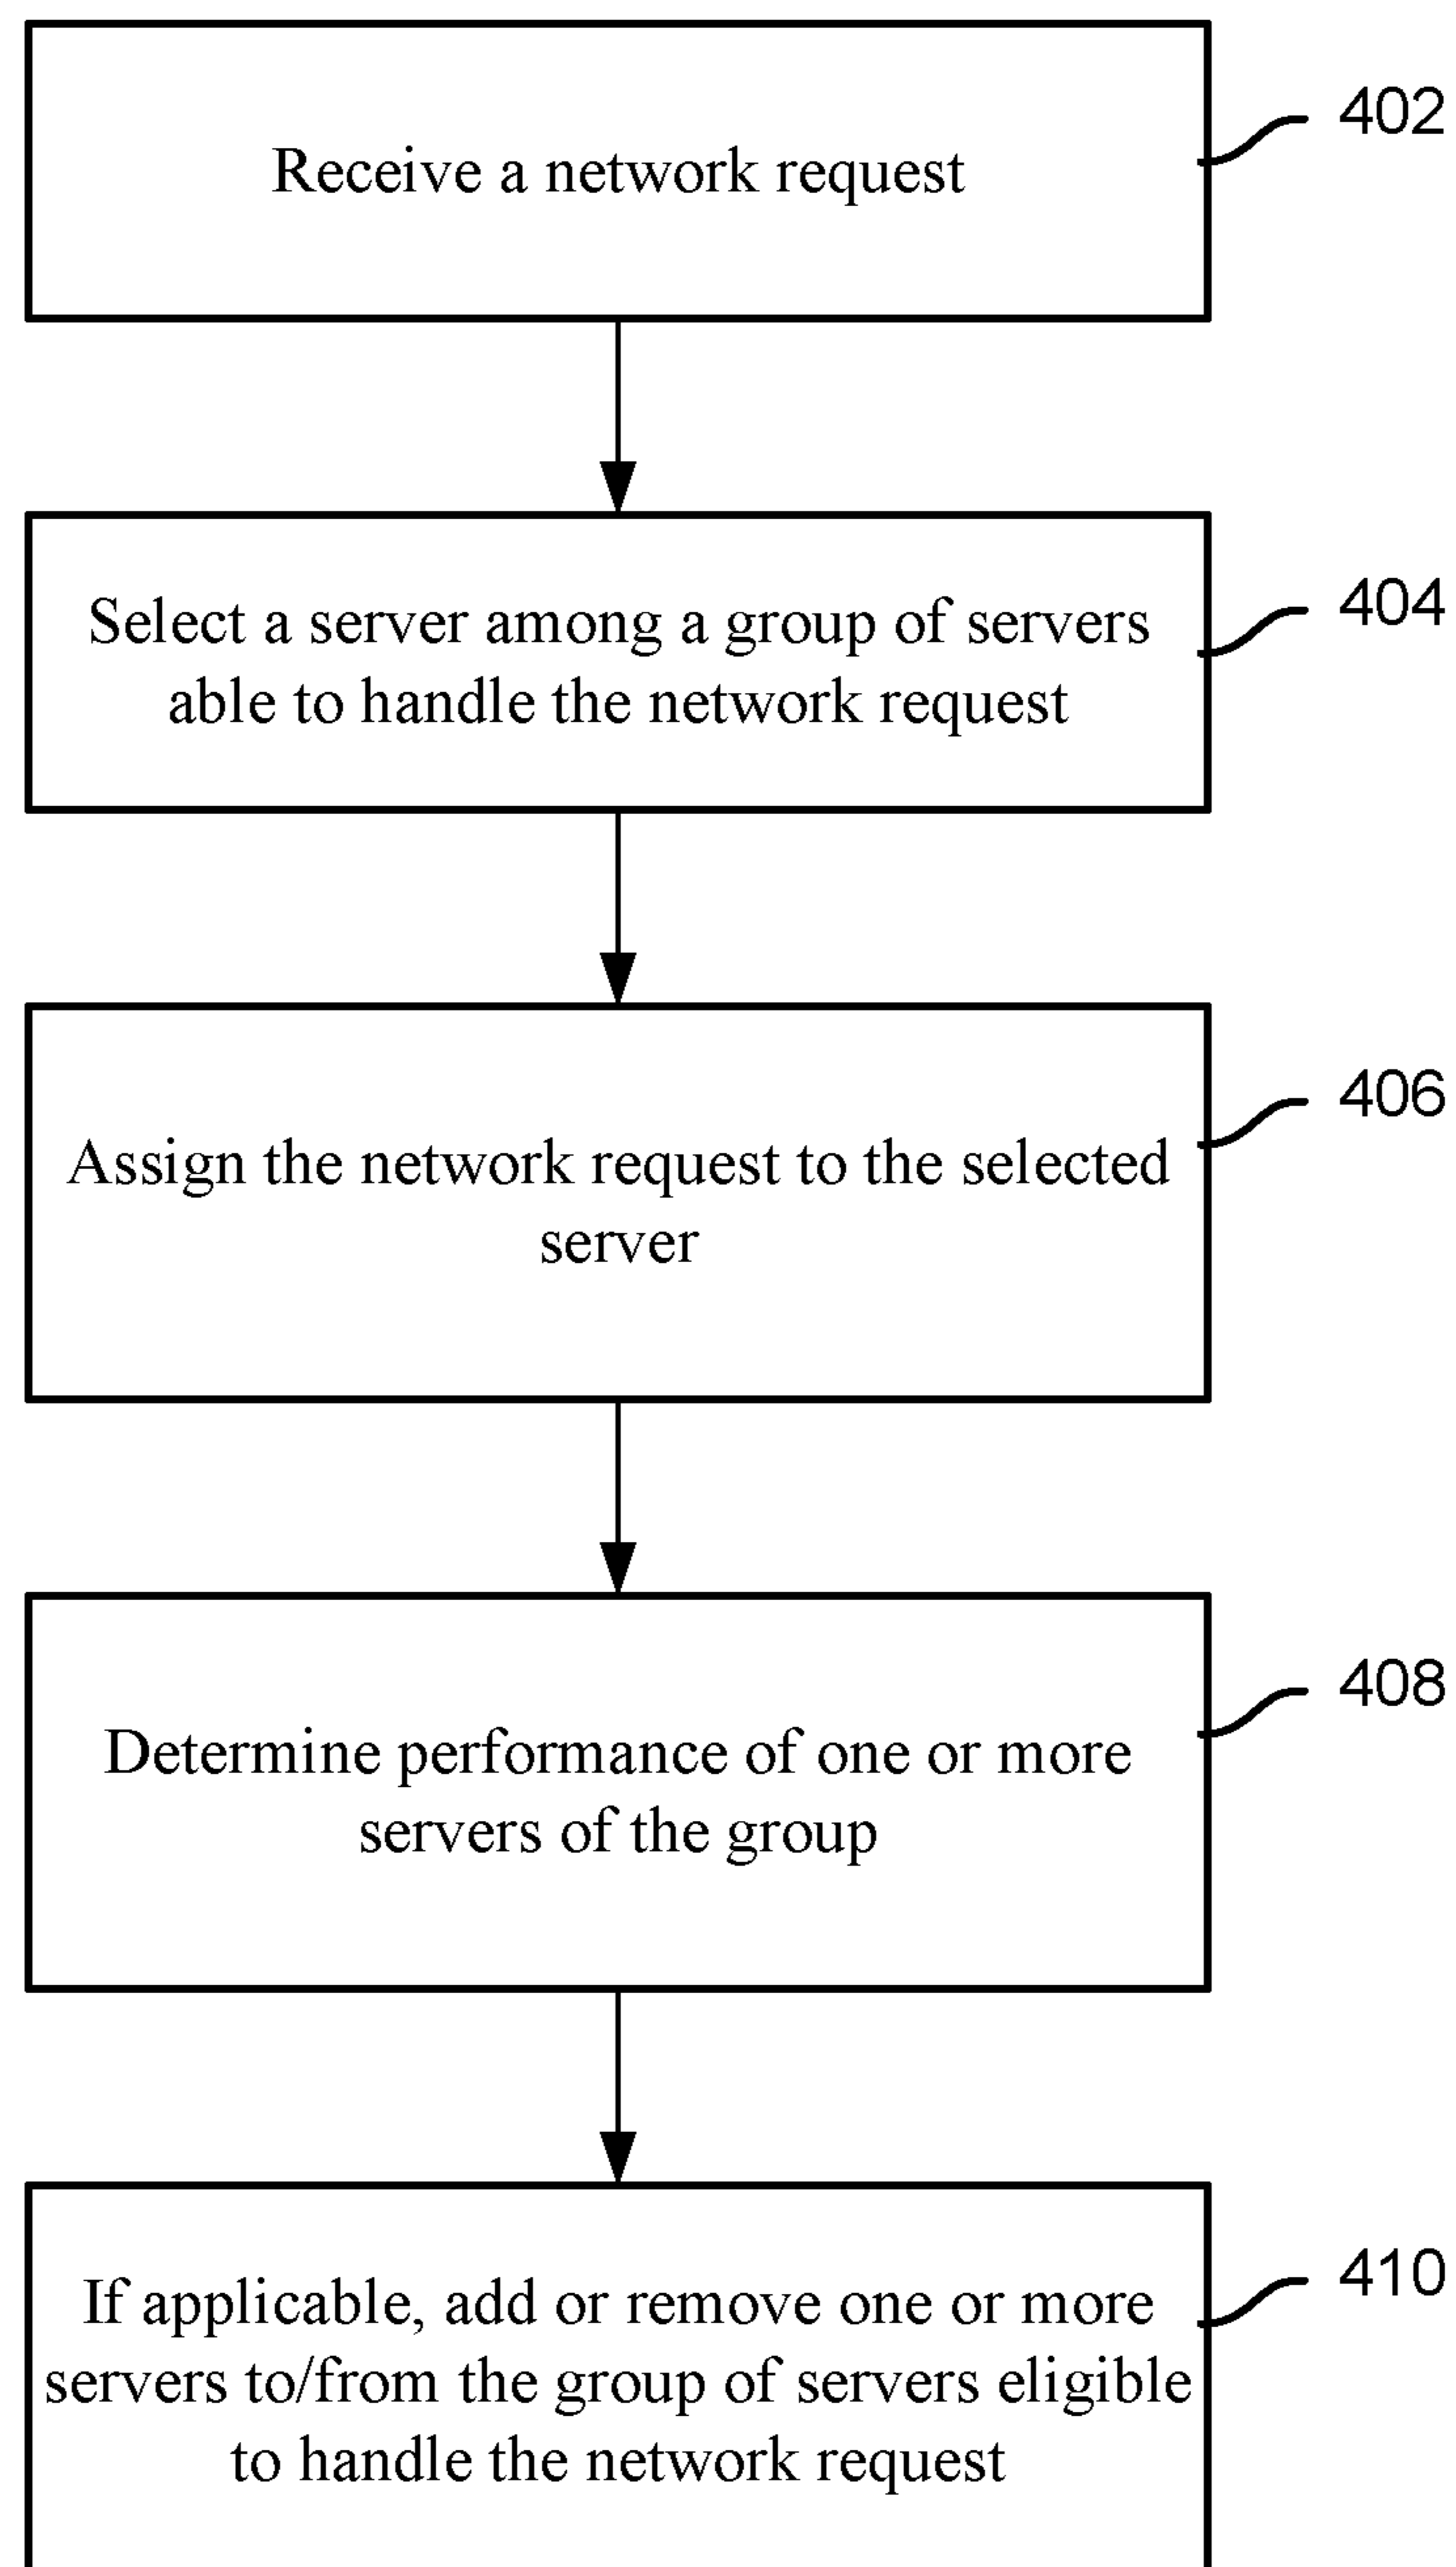 Receive a network request
402
Select a server among a group of servers
able to handle the network request
404
Assign the network request to the selected
server
406
Determine performance of one or more
servers of the group
408
If applicable, add or remove one or more
servers to/from the group of servers eligible
to handle the network request
410